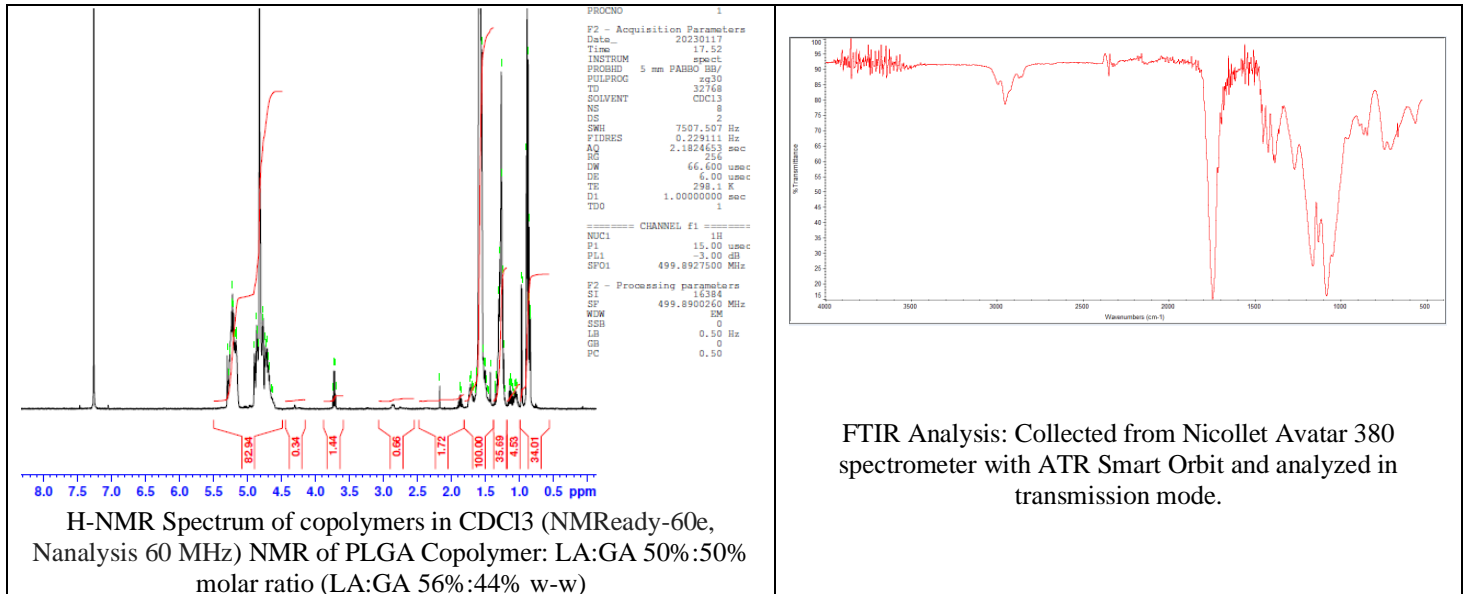 PROCNO 1
F2 - Acquisition Parameters
Date_ 20230117
Time 17.52
INSTRUM spect
PROBHD 5 mm PABBO BB/
PULPROG zg30
TD 32768
SOLVENT CDCl3
NS 8
DS 2
SWH 7507.507 Hz
FIDRES 0.229111 Hz
AQ 2.1824653 sec
RG 256
DW 66.600 usec
DE 6.00 usec
TE 298.1 K
D1 1.00000000 sec
TD0 1
======== CHANNEL f1 ========
NUC1 1H
P1 15.00 usec
PL1 -3.00 dB
SFO1 499.8927500 MHz
F2 - Processing parameters
SI 16384
SF 499.8900260 MHz
WDW EM
SSB 0
LB 0.50 Hz
GB 0
PC 0.50
82.94 0.34 1.44 0.66 1.72 100.00 35.69 4.53 34.01
8.0 7.5 7.0 6.5 6.0 5.5 5.0 4.5 4.0 3.5 3.0 2.5 2.0 1.5 1.0 0.5 ppm
H-NMR Spectrum of copolymers in CDCl3 (NMReady-60e,
Nanalysis 60 MHz) NMR of PLGA Copolymer: LA:GA 50%:50%
molar ratio (LA:GA 56%:44% w-w)
%Transmittance
100
95
90
85
80
75
70
65
60
55
50
45
40
35
30
25
20
15
4000 3500 3000 2500 2000 1500 1000 500
Wavenumbers (cm-1)
FTIR Analysis: Collected from Nicollet Avatar 380
spectrometer with ATR Smart Orbit and analyzed in
transmission mode.